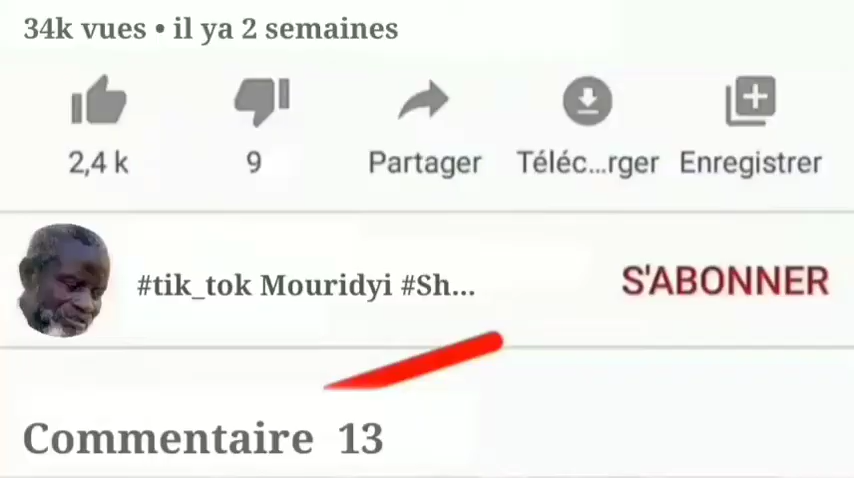 34k vues • il ya 2 semaines
2,4 k 9 Partager Téléc...rger Enregistrer
#tik_tok Mouridyi #Sh... S'ABONNER
Commentaire 13